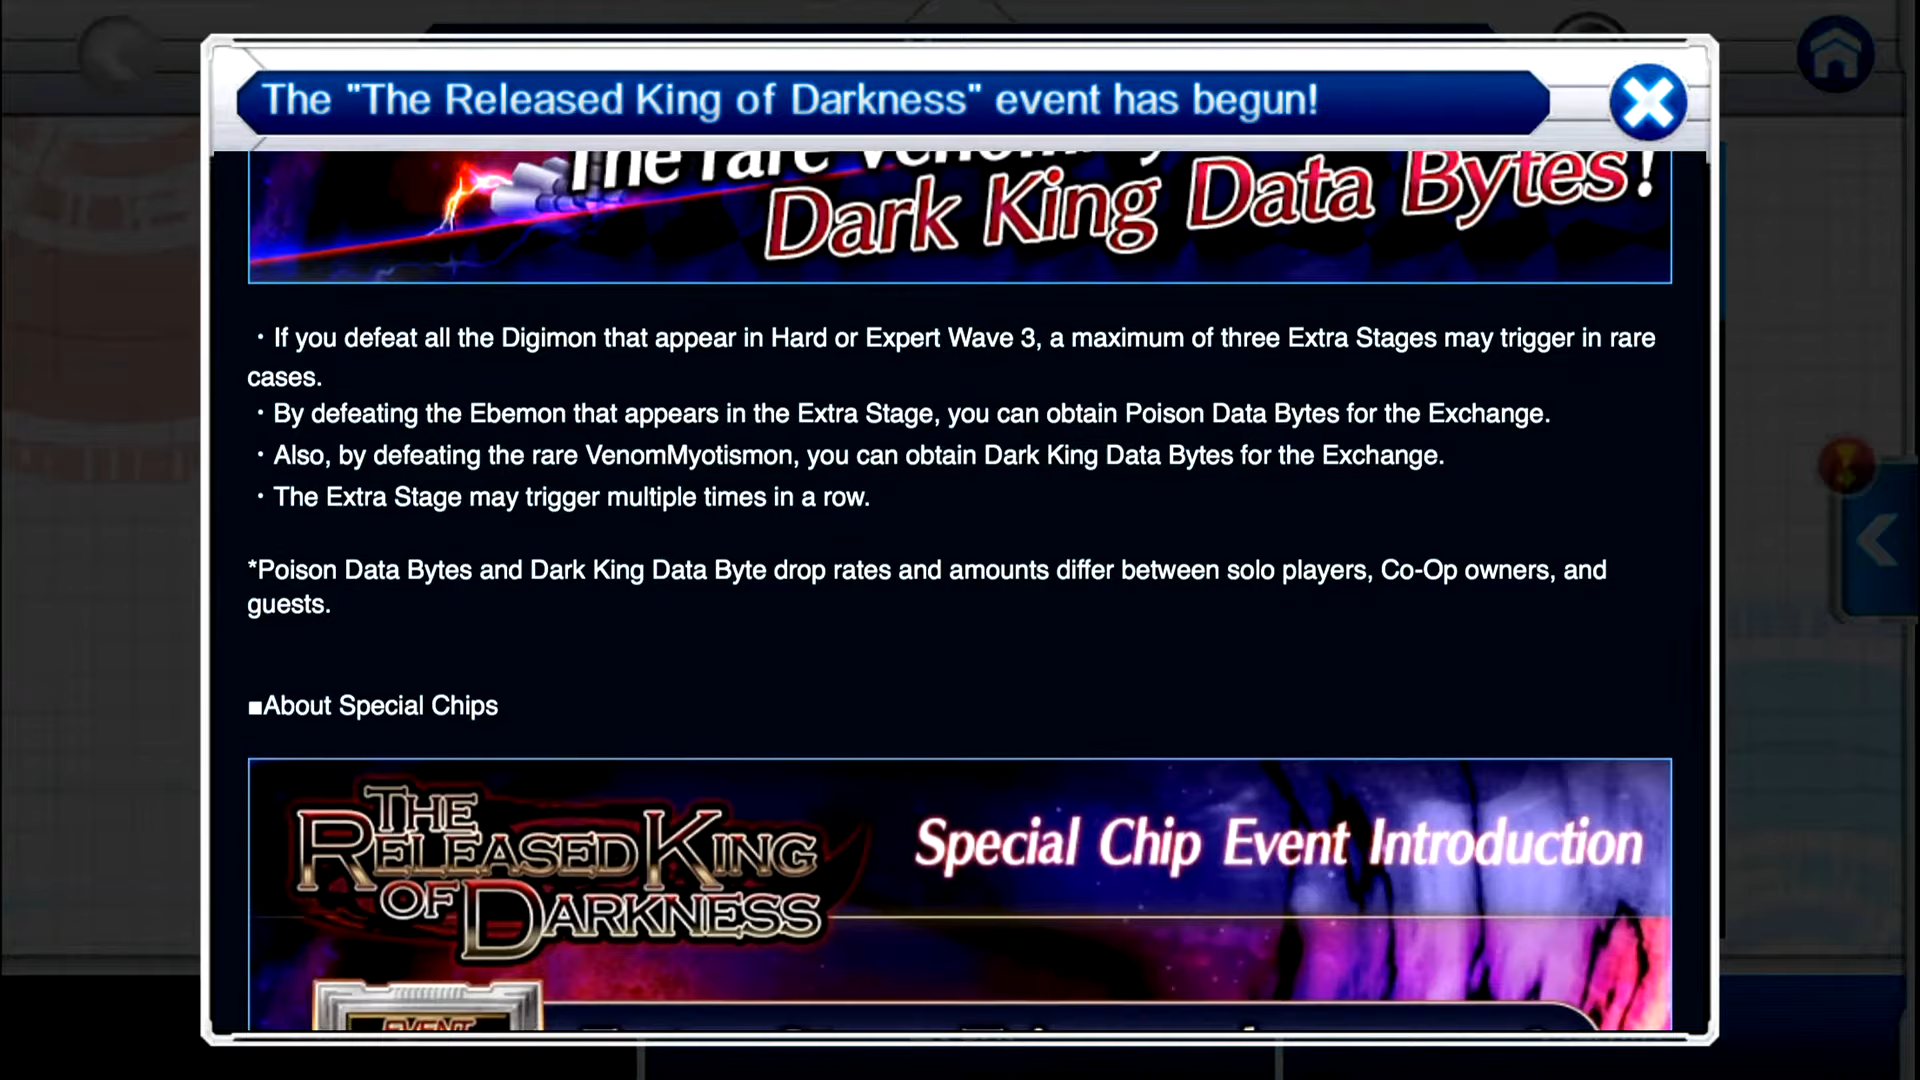 The "The Released King of Darkness" event has begun!
The rare
Dark King Data Bytes!
・If you defeat all the Digimon that appear in Hard or Expert Wave 3, a maximum of three Extra Stages may trigger in rare
cases.
・By defeating the Ebemon that appears in the Extra Stage, you can obtain Poison Data Bytes for the Exchange.
・Also, by defeating the rare VenomMyotismon, you can obtain Dark King Data Bytes for the Exchange.
・The Extra Stage may trigger multiple times in a row.
*Poison Data Bytes and Dark King Data Byte drop rates and amounts differ between solo players, Co-Op owners, and
guests.
■About Special Chips
THE
RELEASED KING
OF DARKNESS
Special Chip Event Introduction
EVENT